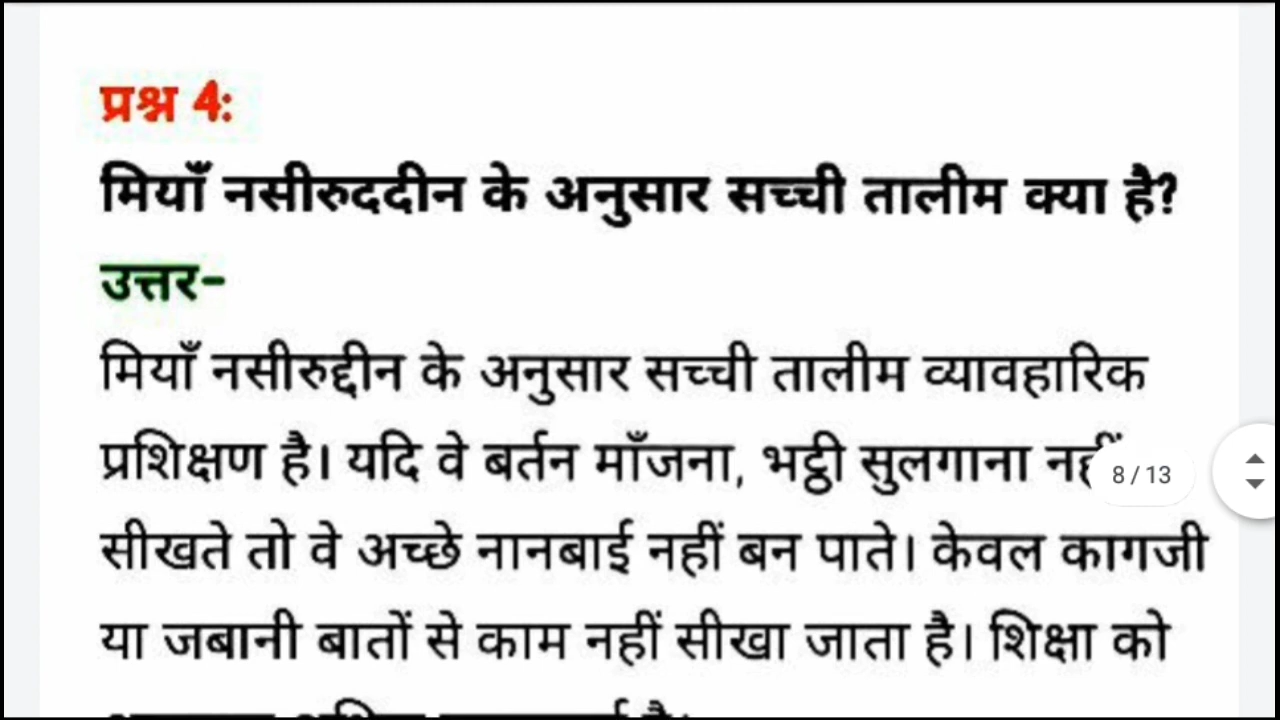 प्रश्न 4:
मियाँ नसीरुददीन के अनुसार सच्ची तालीम क्या है?
उत्तर-
मियाँ नसीरुद्दीन के अनुसार सच्ची तालीम व्यावहारिक
प्रशिक्षण है। यदि वे बर्तन माँजना, भट्ठी सुलगाना नहीं
8 / 13
सीखते तो वे अच्छे नानबाई नहीं बन पाते। केवल कागजी
या जबानी बातों से काम नहीं सीखा जाता है। शिक्षा को
है।